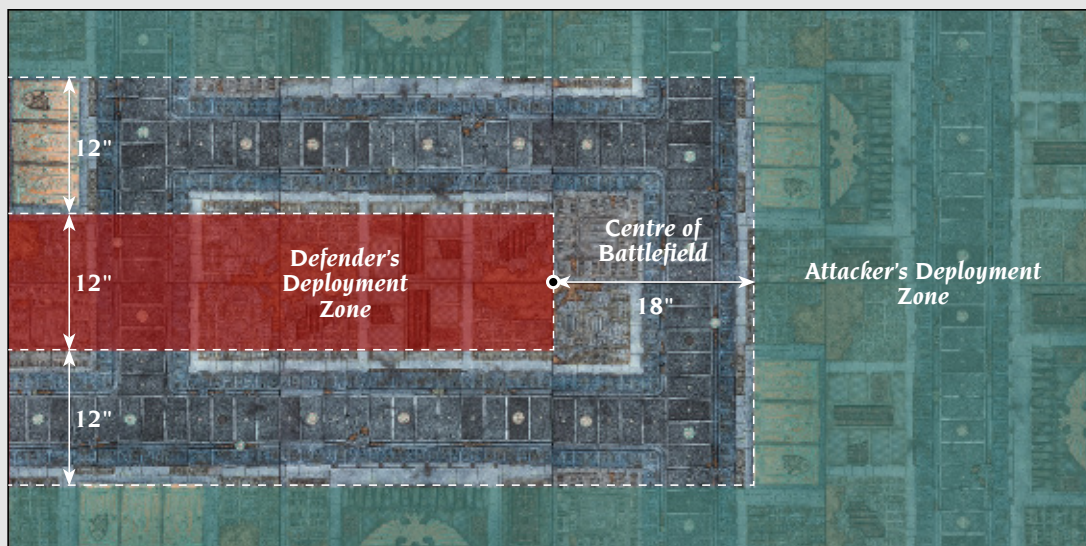 12"
Centre of
Battlefield
Defender's
Deployment
Zone
12"
18"
Attacker's Deployment
Zone
12"